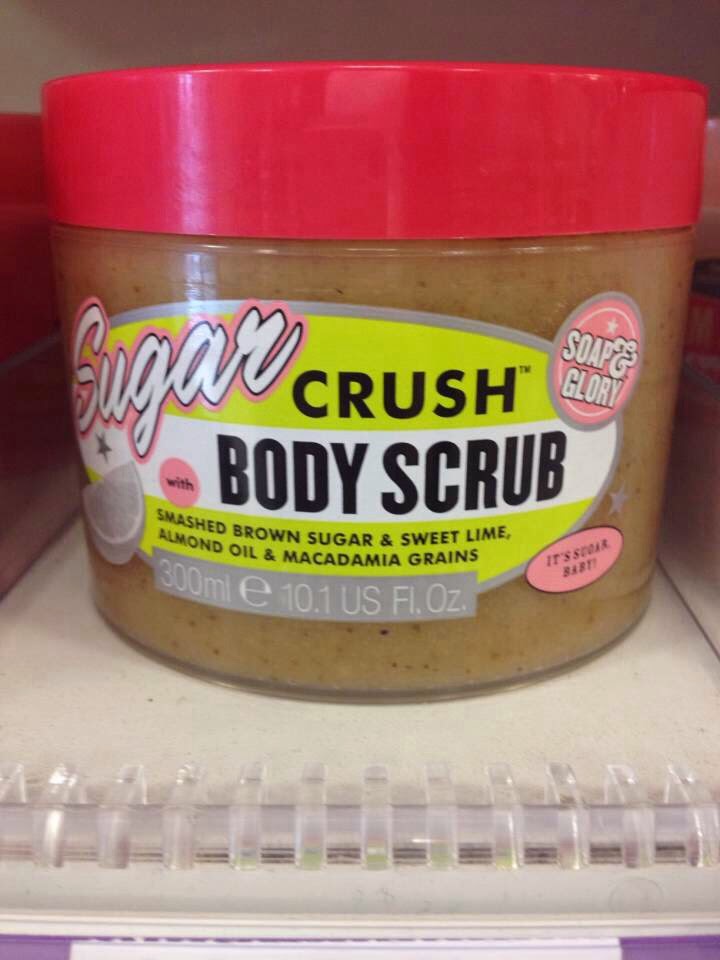 Sugar
CRUSH™
SOAP &
GLORY
with
BODY SCRUB
SMASHED BROWN SUGAR & SWEET LIME,
ALMOND OIL & MACADAMIA GRAINS
300ml e 10.1 US Fl. Oz.
IT'S SUGAR,
BABY!